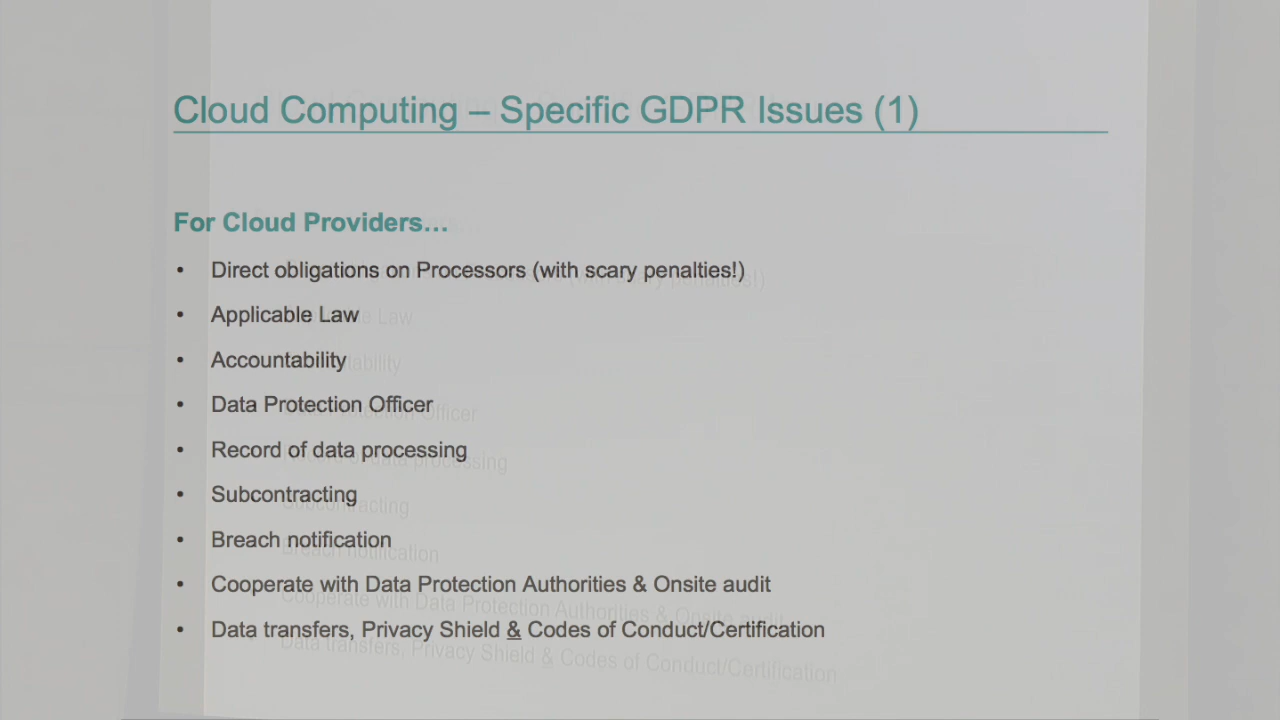 Cloud Computing – Specific GDPR Issues (1)
For Cloud Providers…
• Direct obligations on Processors (with scary penalties!)
• Applicable Law
• Accountability
• Data Protection Officer
• Record of data processing
• Subcontracting
• Breach notification
• Cooperate with Data Protection Authorities & Onsite audit
• Data transfers, Privacy Shield & Codes of Conduct/Certification